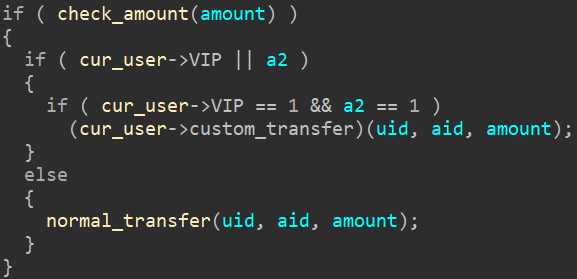 if ( check_amount(amount) )
{
if ( cur_user->VIP || a2 )
{
if ( cur_user->VIP == 1 && a2 == 1 )
(cur_user->custom_transfer)(uid, aid, amount);
}
else
{
normal_transfer(uid, aid, amount);
}
}